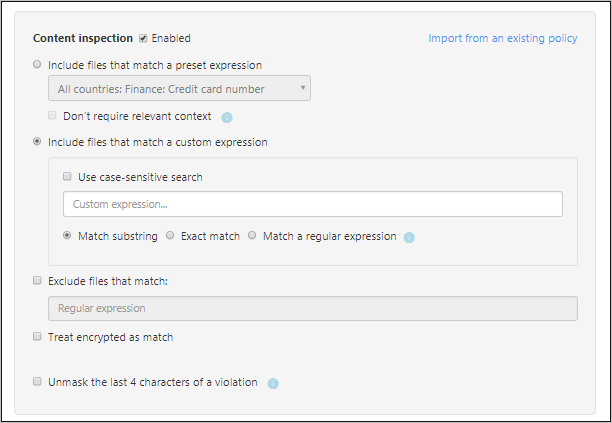 Content inspection Enabled Import from an existing policy
Include files that match a preset expression
All countries: Finance: Credit card number
Don't require relevant context
Include files that match a custom expression
Use case-sensitive search
Custom expression...
Match substring Exact match Match a regular expression
Exclude files that match:
Regular expression
Treat encrypted as match
Unmask the last 4 characters of a violation